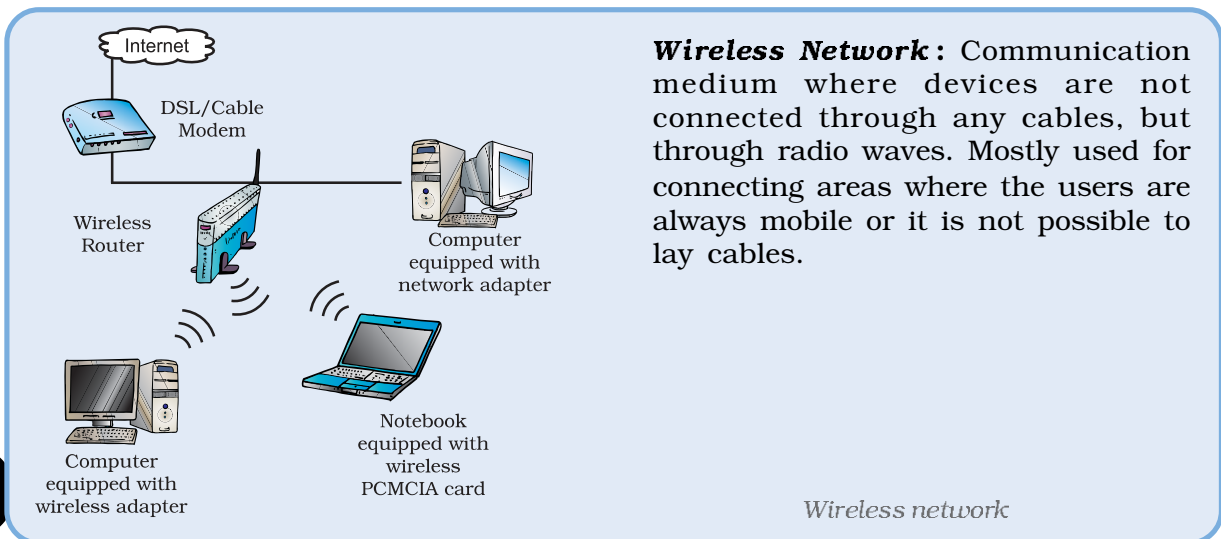 Internet
DSL/Cable
Modem
Wireless
Router
Computer
equipped with
network adapter
Notebook
equipped with
wireless
PCMCIA card
Computer
equipped with
wireless adapter
Wireless Network : Communication
medium where devices are not
connected through any cables, but
through radio waves. Mostly used for
connecting areas where the users are
always mobile or it is not possible to
lay cables.
Wireless network